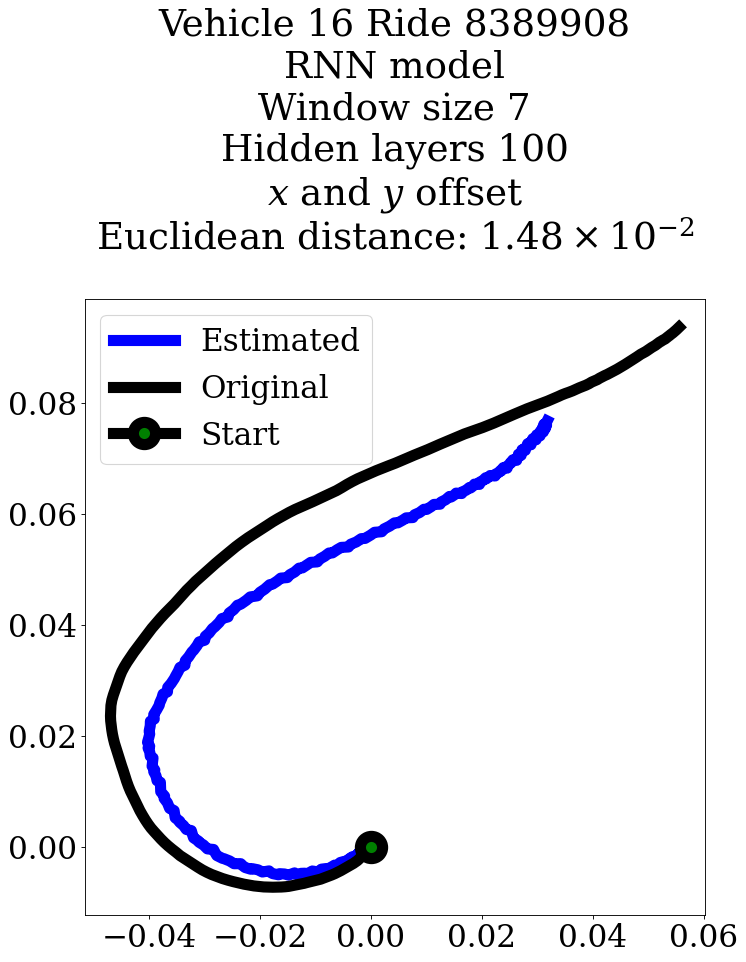 Vehicle 16 Ride 8389908
RNN model
Window size 7
Hidden layers 100
x and y offset
Euclidean distance: 1.48 × 10⁻²
Estimated
Original
Start
0.08
0.06
0.04
0.02
0.00
−0.04 −0.02 0.00 0.02 0.04 0.06